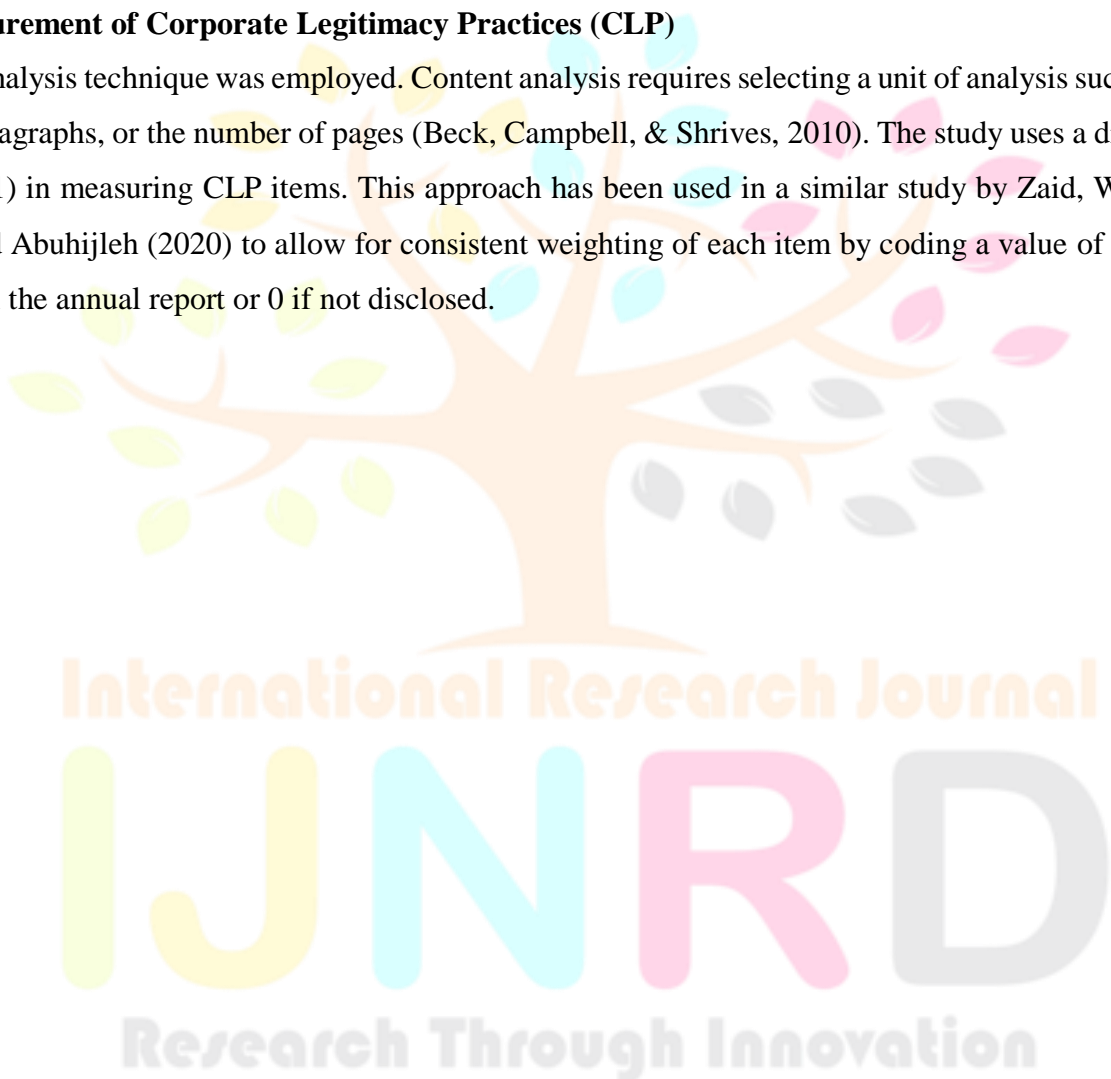 urement of Corporate Legitimacy Practices (CLP)
nalysis technique was employed. Content analysis requires selecting a unit of analysis suc
agraphs, or the number of pages (Beck, Campbell, & Shrives, 2010). The study uses a d
1) in measuring CLP items. This approach has been used in a similar study by Zaid, W
d Abuhijleh (2020) to allow for consistent weighting of each item by coding a value of
the annual report or 0 if not disclosed.
International Research Journal
IJNRD
Research Through Innovation